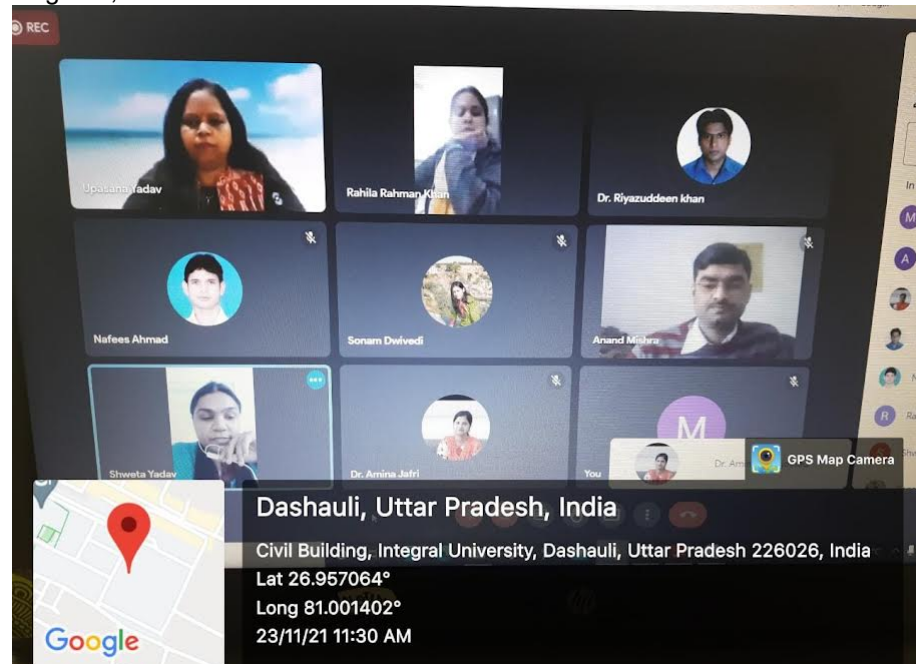 REC
Upasana Yadav
Rahila Rahman Khan
Dr. Riyazuddeen khan
In
M
A
Nafees Ahmad
Sonam Dwivedi
Anand Mishra
R
Shweta Yadav
Dr. Amina Jafri
M
You
GPS Map Camera
Dashauli, Uttar Pradesh, India
Civil Building, Integral University, Dashauli, Uttar Pradesh 226026, India
Lat 26.957064°
Long 81.001402°
23/11/21 11:30 AM
Google